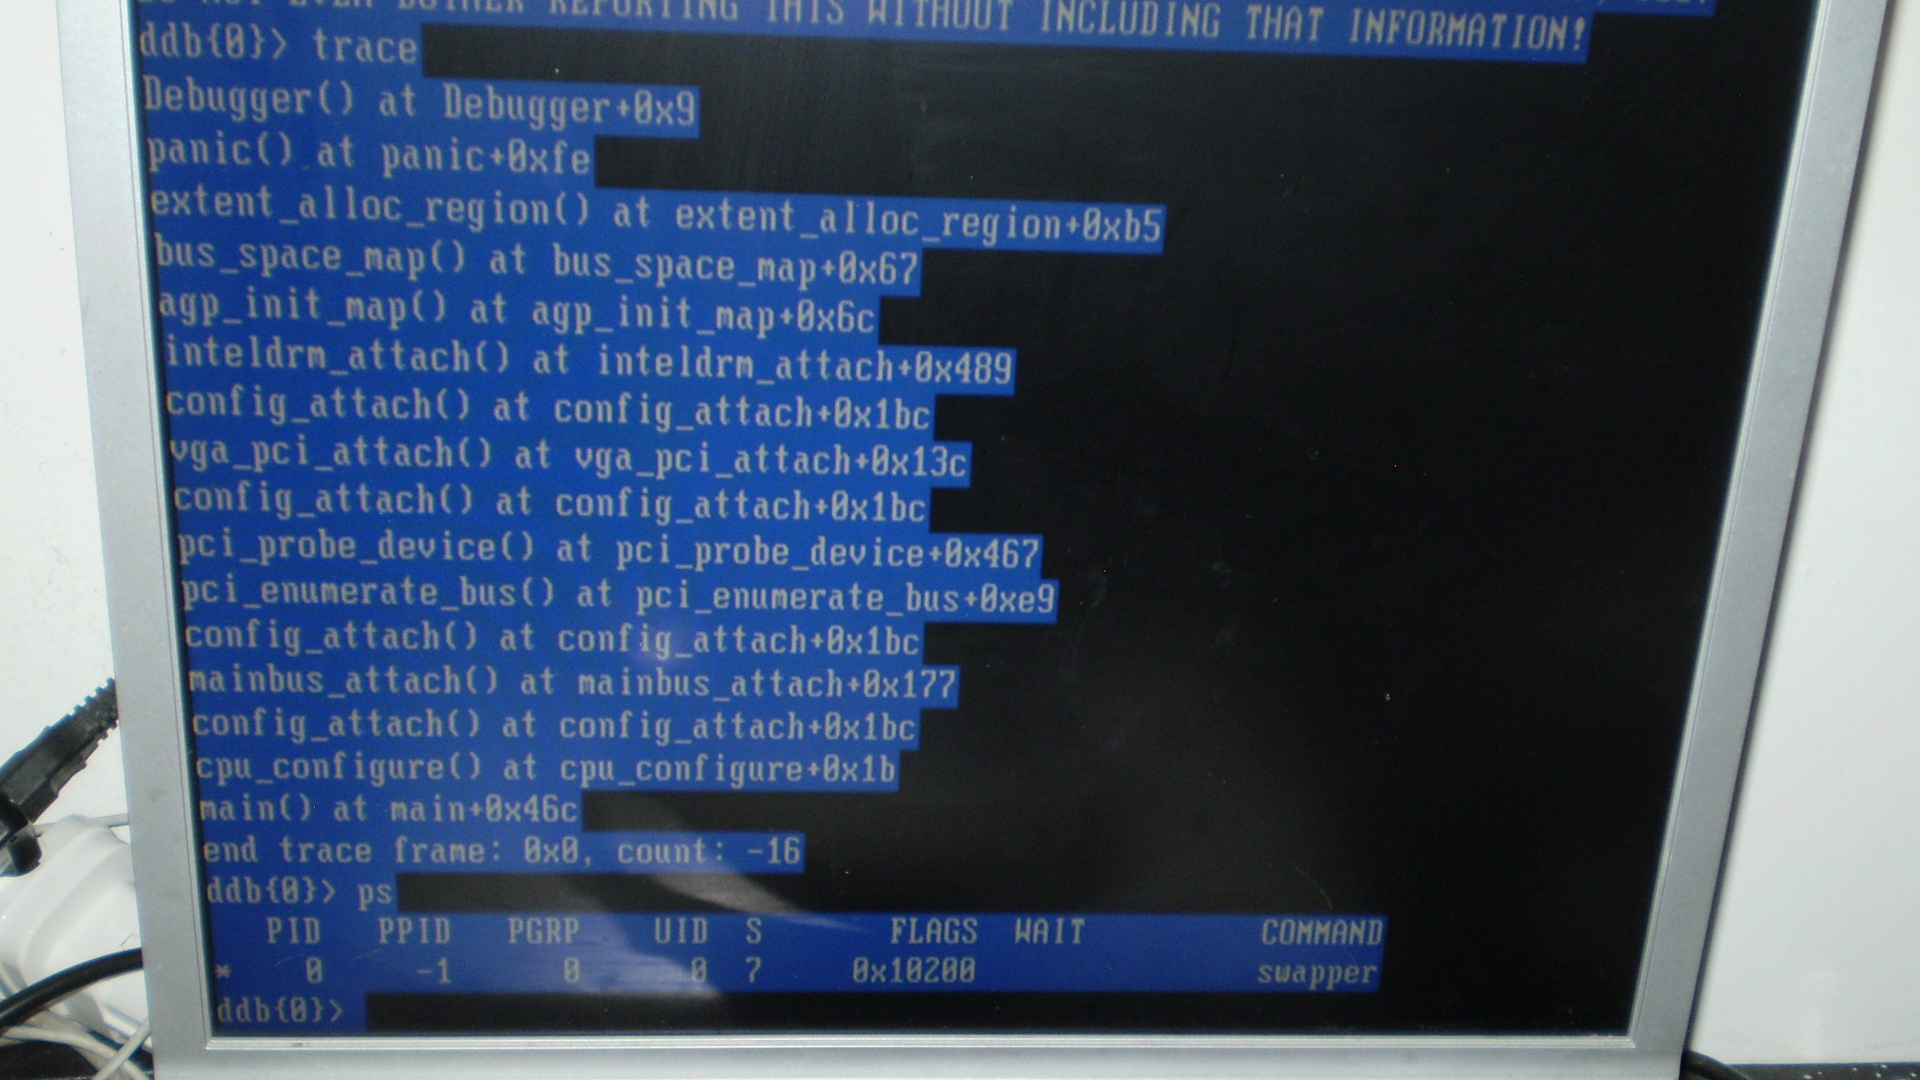 EVEN BOTHER REPORTING THIS WITHOUT INCLUDING THAT INFORMATION!
ddb{0}> trace
Debugger() at Debugger+0x9
panic() at panic+0xfe
extent_alloc_region() at extent_alloc_region+0xb5
bus_space_map() at bus_space_map+0x67
agp_init_map() at agp_init_map+0x6c
inteldrm_attach() at inteldrm_attach+0x489
config_attach() at config_attach+0x1bc
vga_pci_attach() at vga_pci_attach+0x13c
config_attach() at config_attach+0x1bc
pci_probe_device() at pci_probe_device+0x467
pci_enumerate_bus() at pci_enumerate_bus+0xe9
config_attach() at config_attach+0x1bc
mainbus_attach() at mainbus_attach+0x177
config_attach() at config_attach+0x1bc
cpu_configure() at cpu_configure+0x1b
main() at main+0x46c
end trace frame: 0x0, count: -16
ddb{0}> ps
PID PPID PGRP UID S FLAGS WAIT COMMAND
* 0 -1 0 0 7 0x10200 swapper
ddb{0}>